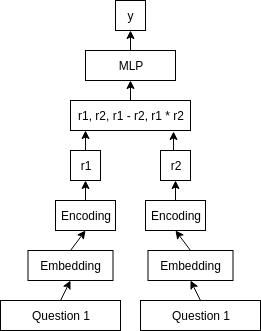 y
MLP
r1, r2, r1 - r2, r1 * r2
r1
r2
Encoding
Encoding
Embedding
Embedding
Question 1
Question 1